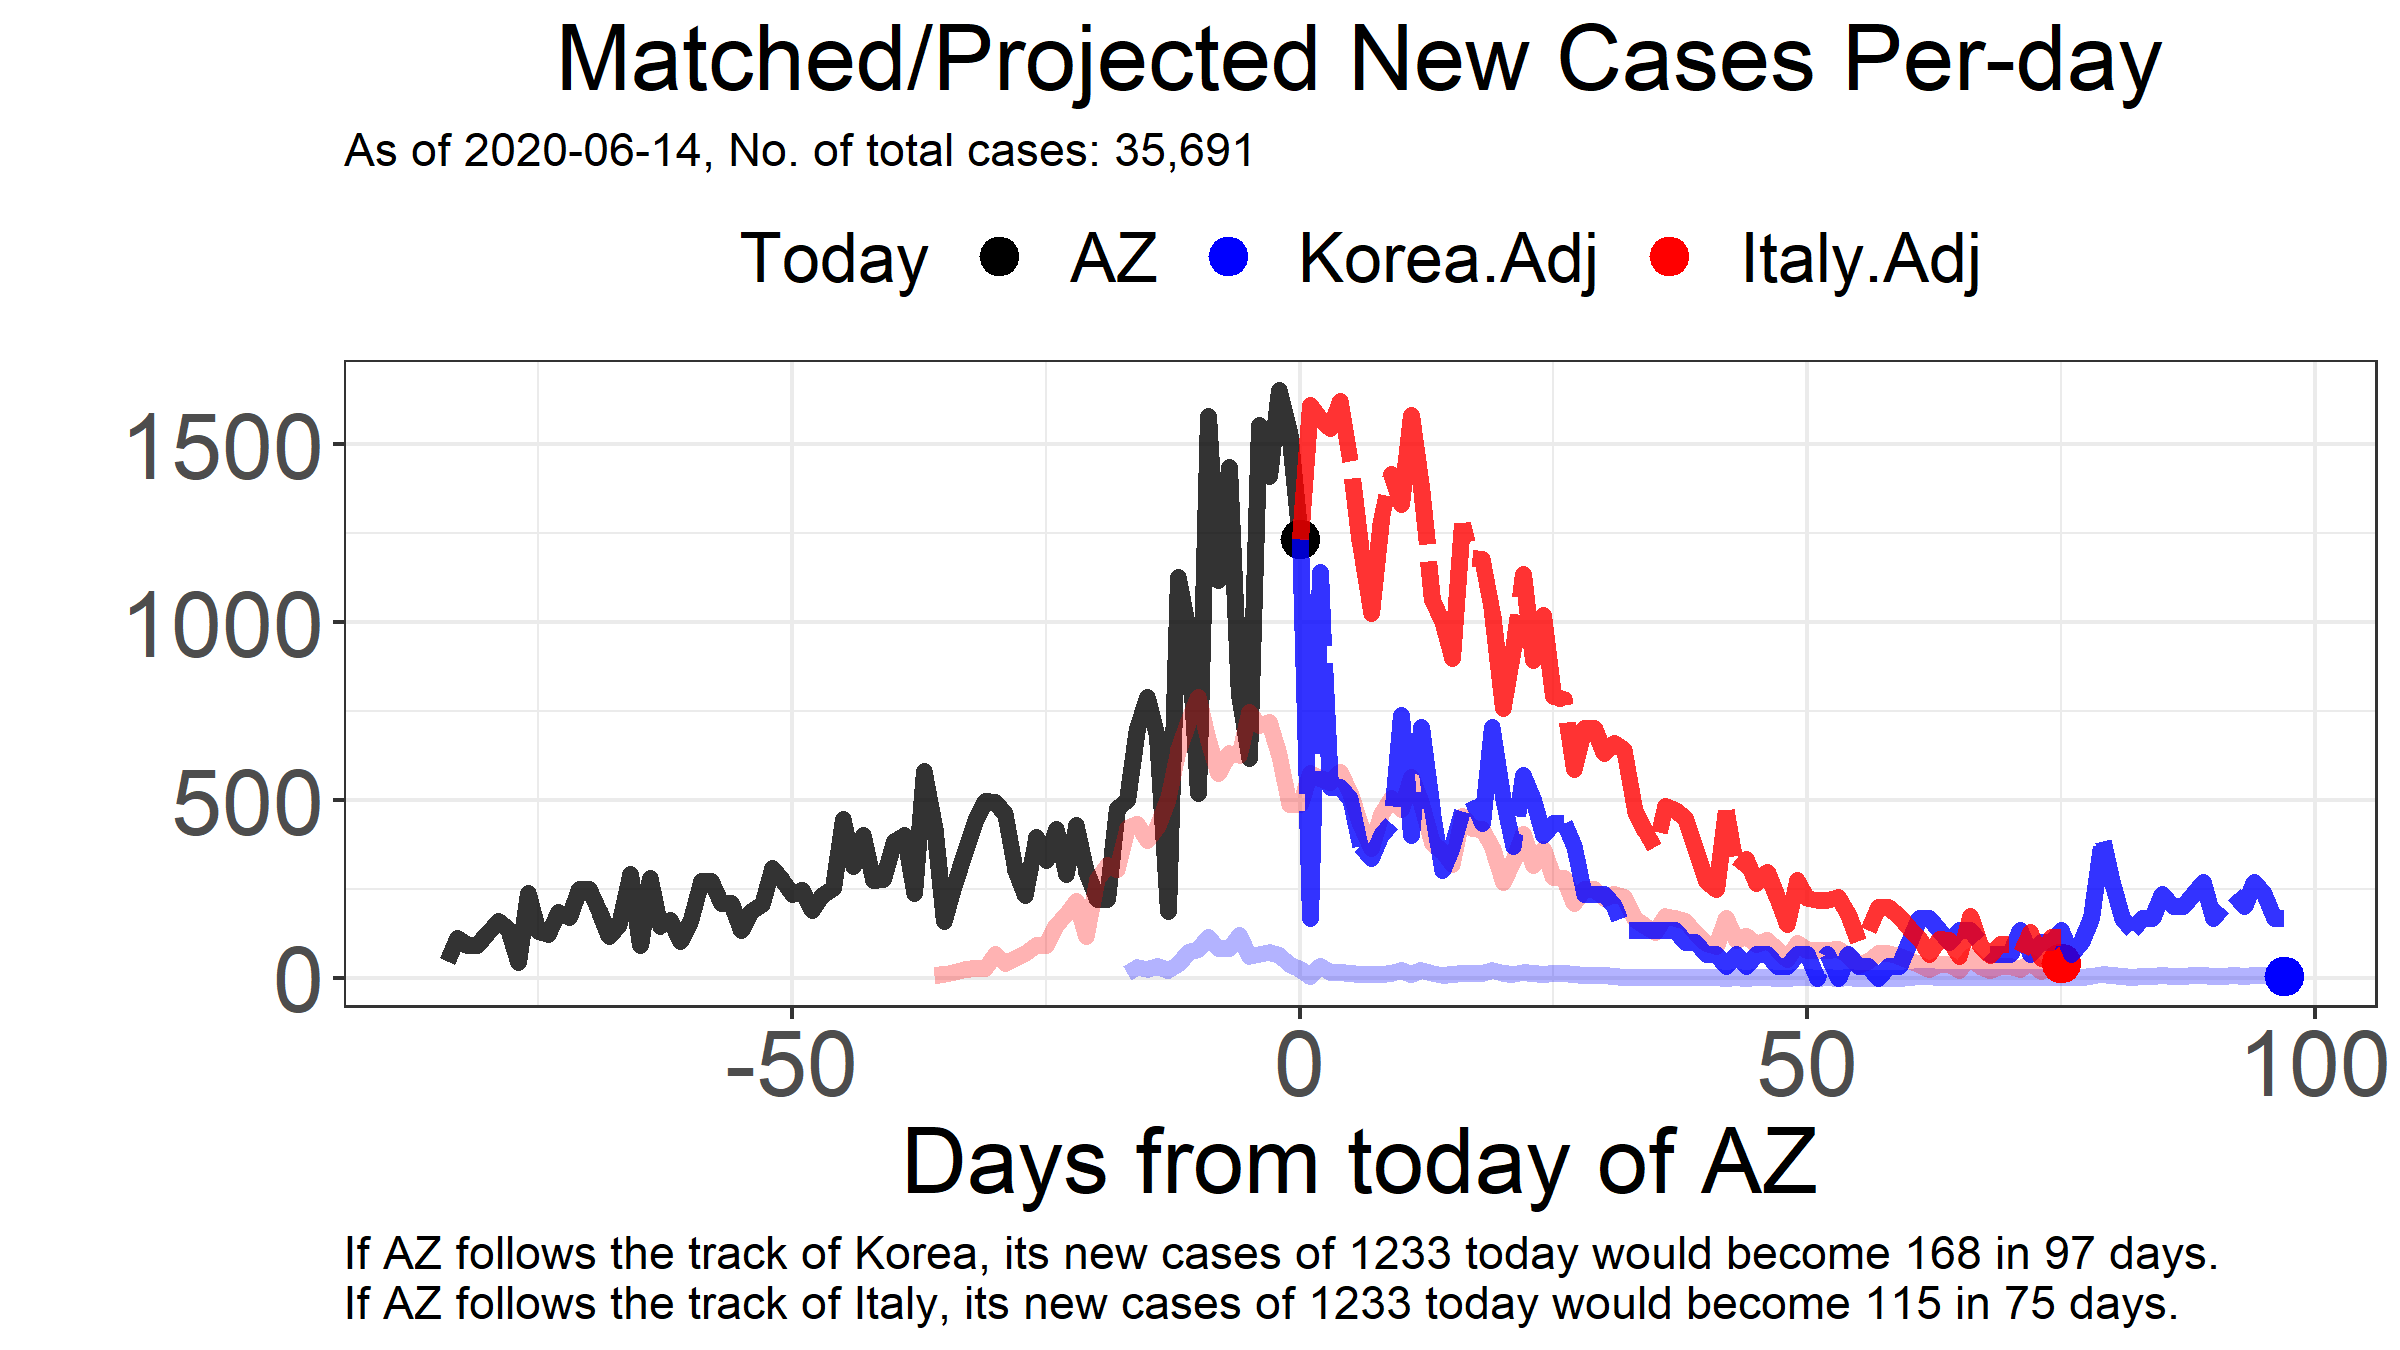 Matched/Projected New Cases Per-day
As of 2020-06-14, No. of total cases: 35,691
Today AZ Korea.Adj Italy.Adj
1500
1000
500
0
-50 0 50 100
Days from today of AZ
If AZ follows the track of Korea, its new cases of 1233 today would become 168 in 97 days.
If AZ follows the track of Italy, its new cases of 1233 today would become 115 in 75 days.